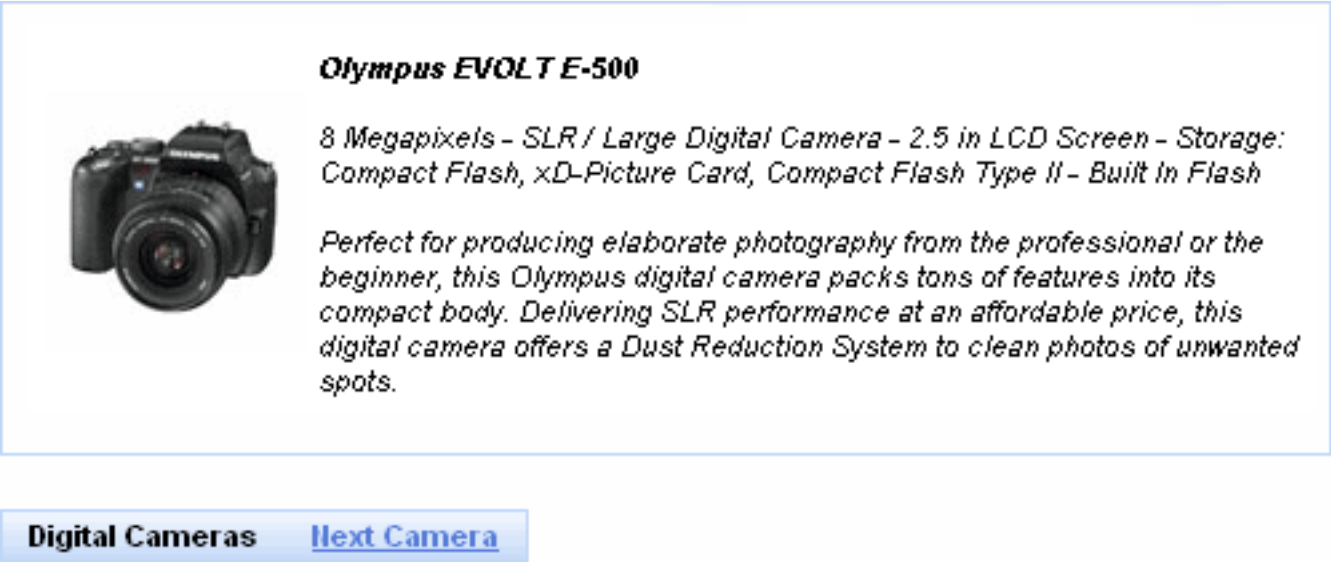 Olympus EVOLT E-500
8 Megapixels - SLR / Large Digital Camera - 2.5 in LCD Screen - Storage:
Compact Flash, xD-Picture Card, Compact Flash Type II - Built In Flash
Perfect for producing elaborate photography from the professional or the
beginner, this Olympus digital camera packs tons of features into its
compact body. Delivering SLR performance at an affordable price, this
digital camera offers a Dust Reduction System to clean photos of unwanted
spots.
OLYMPUS
Digital Cameras Next Camera